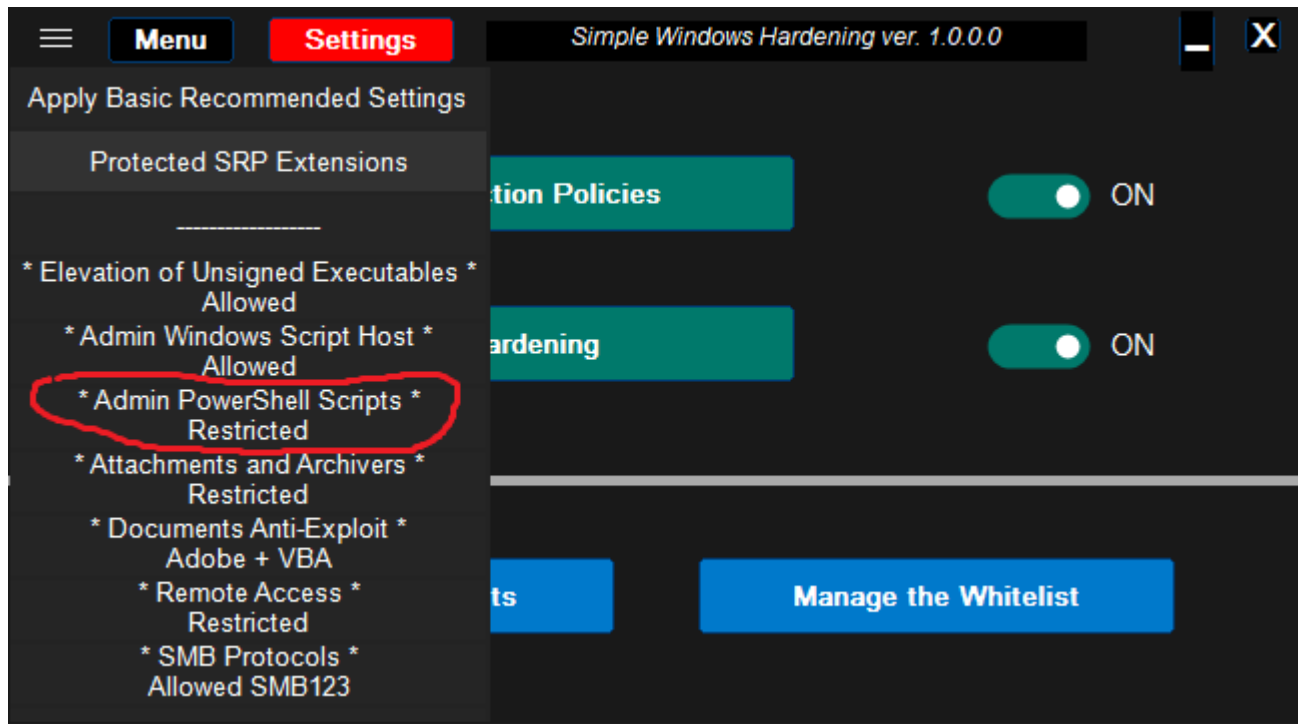 Menu
Settings
Simple Windows Hardening ver. 1.0.0.0
_
X
Apply Basic Recommended Settings
Protected SRP Extensions
------------------
* Elevation of Unsigned Executables *
Allowed
* Admin Windows Script Host *
Allowed
* Admin PowerShell Scripts *
Restricted
* Attachments and Archivers *
Restricted
* Documents Anti-Exploit *
Adobe + VBA
* Remote Access *
Restricted
* SMB Protocols *
Allowed SMB123
tion Policies
ON
ardening
ON
ts
Manage the Whitelist